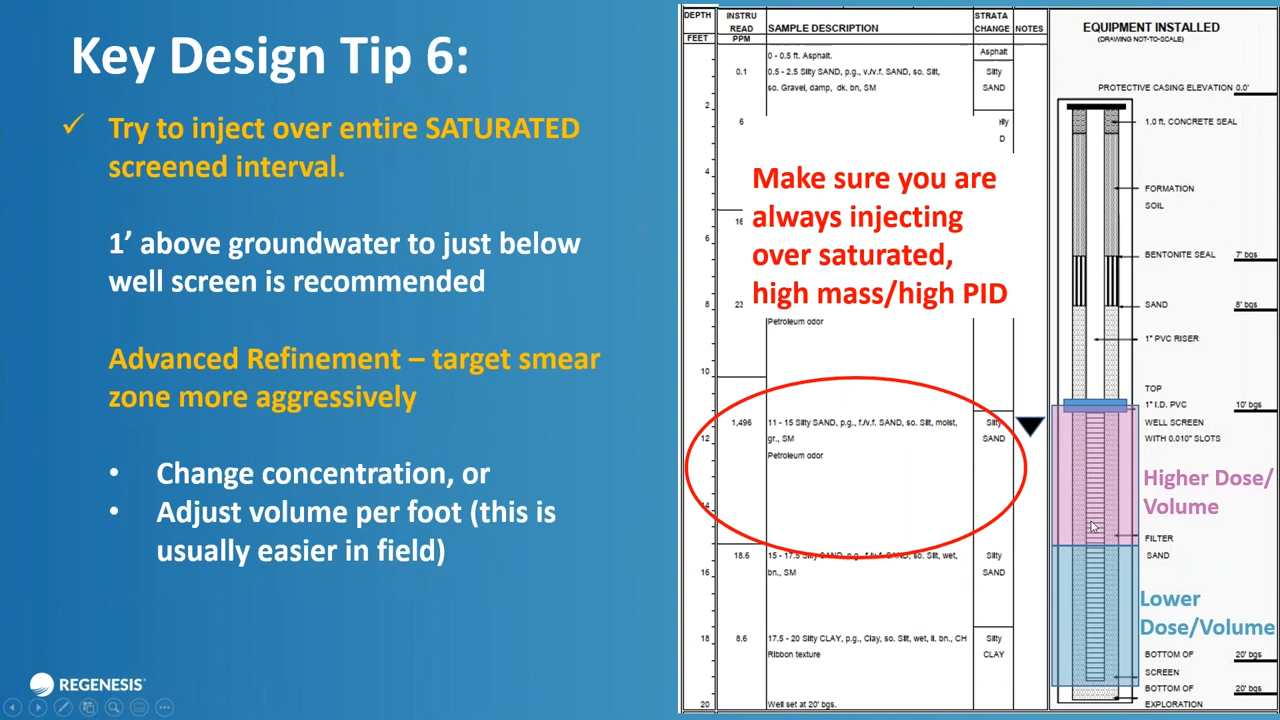 Key Design Tip 6:
✓ Try to inject over entire SATURATED
screened interval.
1’ above groundwater to just below
well screen is recommended
Advanced Refinement – target smear
zone more aggressively
• Change concentration, or
• Adjust volume per foot (this is
usually easier in field)
REGENESIS
DEPTH
FEET
INSTRU
READ
PPM
SAMPLE DESCRIPTION
STRATA
CHANGE
NOTES
EQUIPMENT INSTALLED
(DRAWING NOT-TO-SCALE)
0 - 0.5 ft. Asphalt.
Asphalt
0.1
0.5 - 2.5 Silty SAND, p.g., v./v.f. SAND, so. Silt,
so. Gravel, damp, dk. bn, SM
Silty
SAND
PROTECTIVE CASING ELEVATION 0.0'
2
6
1.0 ft. CONCRETE SEAL
4
Make sure you are
always injecting
over saturated,
high mass/high PID
FORMATION
SOIL
16
6
BENTONITE SEAL
7' bgs
8
23
SAND
8' bgs
Petroleum odor
1" PVC RISER
10
TOP
1" I.D. PVC
10' bgs
WELL SCREEN
WITH 0.010" SLOTS
1,496
11 - 15 Silty SAND, p.g., f./v.f. SAND, so. Silt, moist,
gr., SM
Petroleum odor
Silty
SAND
12
Higher Dose/
Volume
14
FILTER
SAND
18.6
15 - 17.5 Silty SAND, p.g., f./v.f. SAND, so. Silt, wet,
bn., SM
Silty
SAND
16
Lower
Dose/Volume
18
8.6
17.5 - 20 Silty CLAY, p.g., Clay, so. Silt, wet, lt. bn., CH
Ribbon texture
Silty
CLAY
BOTTOM OF
SCREEN
20' bgs
BOTTOM OF
EXPLORATION
20' bgs
20
Well set at 20' bgs.